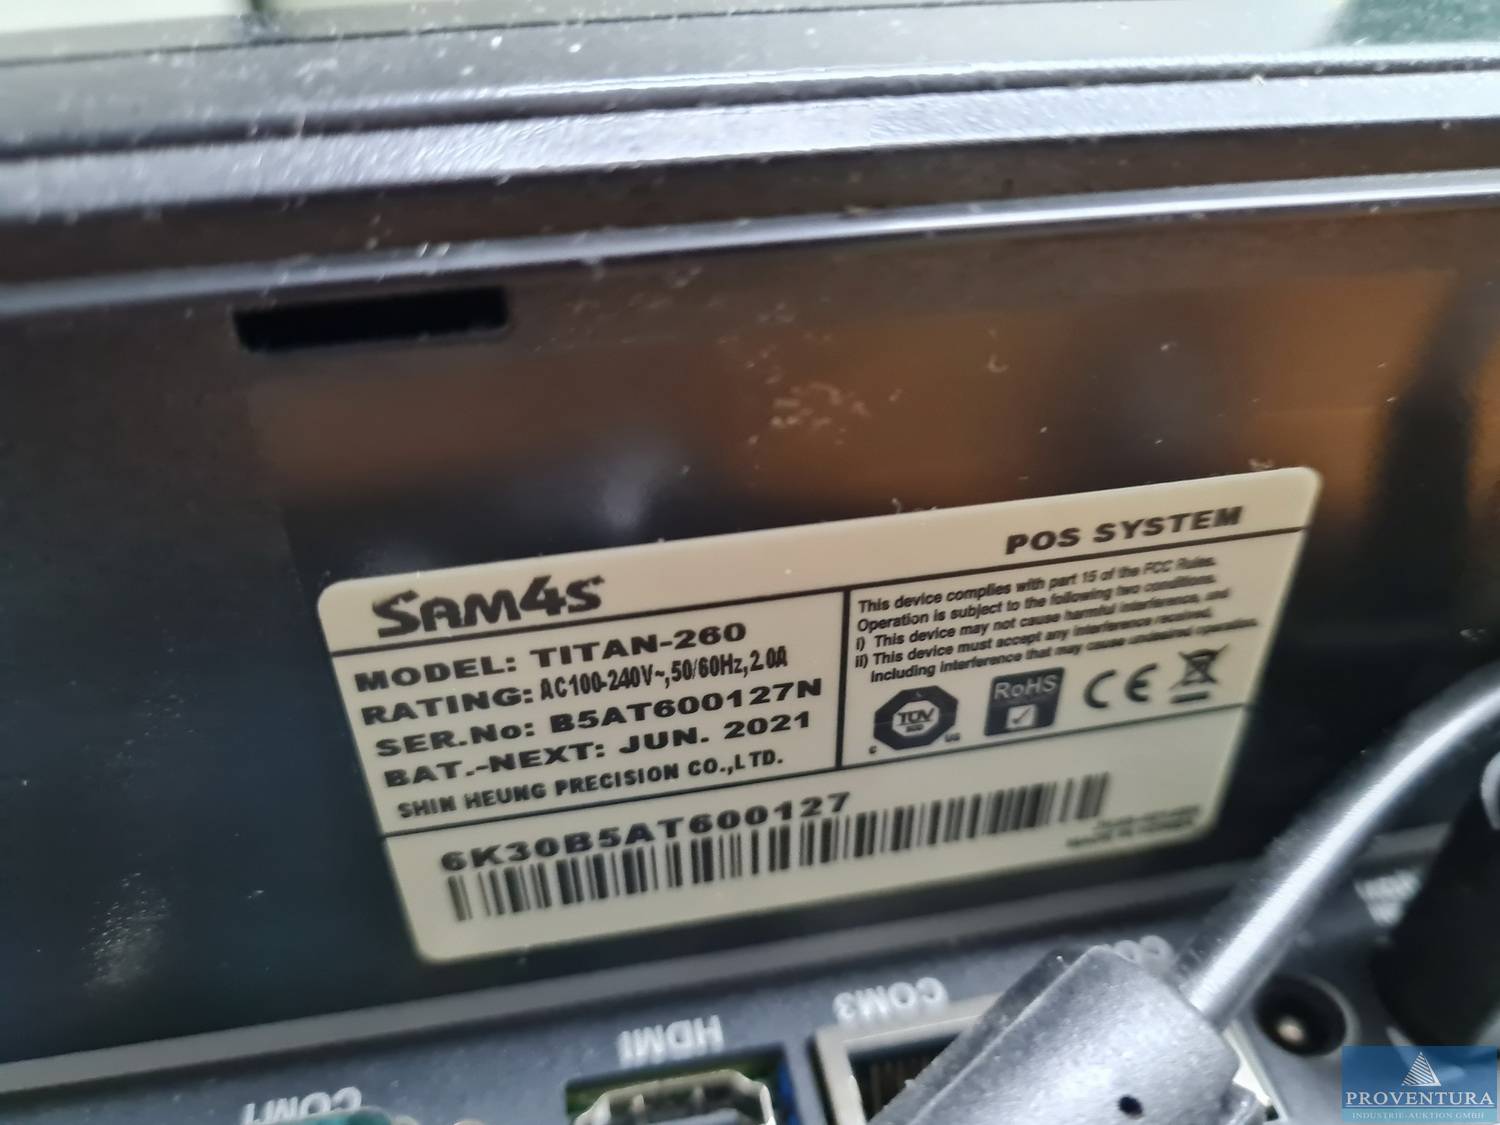 SAM4S
POS SYSTEM
MODEL: TITAN-260
RATING: AC100-240V~,50/60Hz,2.0A
SER.No: B5AT600127N
BAT.-NEXT: JUN. 2021
SHIN HEUNG PRECISION CO.,LTD.
This device complies with part 15 of the FCC Rules.
Operation is subject to the following two conditions.
i) This device may not cause harmful interference, and
ii) This device must accept any interference received,
including interference that may cause undesired operation.
TÜV
C
US
RoHS
CE
6K30B5AT600127
COM1
HDMI
COM3
PROVENTURA
INDUSTRIE-AUKTION GMBH